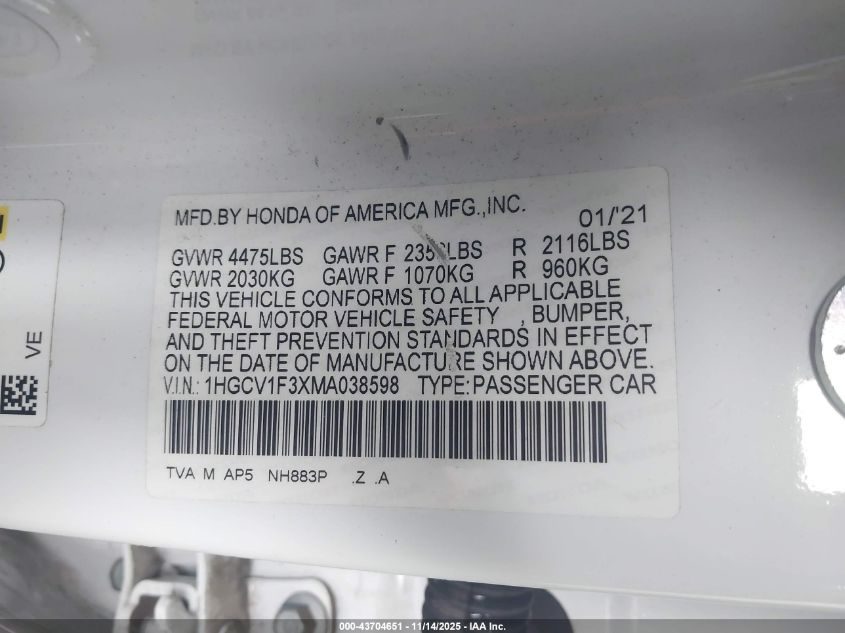 MFD.BY HONDA OF AMERICA MFG.,INC. 01/'21
GVWR 4475LBS GAWR F R 2116LBS
GVWR 2030KG GAWR F 1070KG R 960KG
THIS VEHICLE CONFORMS TO ALL APPLICABLE
FEDERAL MOTOR VEHICLE SAFETY , BUMPER,
AND THEFT PREVENTION STANDARDS IN EFFECT
ON THE DATE OF MANUFACTURE SHOWN ABOVE.
V.I.N.: 1HGCV1F3XMA038598 TYPE:PASSENGER CAR
TVA M AP5 NH883P .Z .A
VE
000-43704651 | 11/14/2025 - IAA Inc.